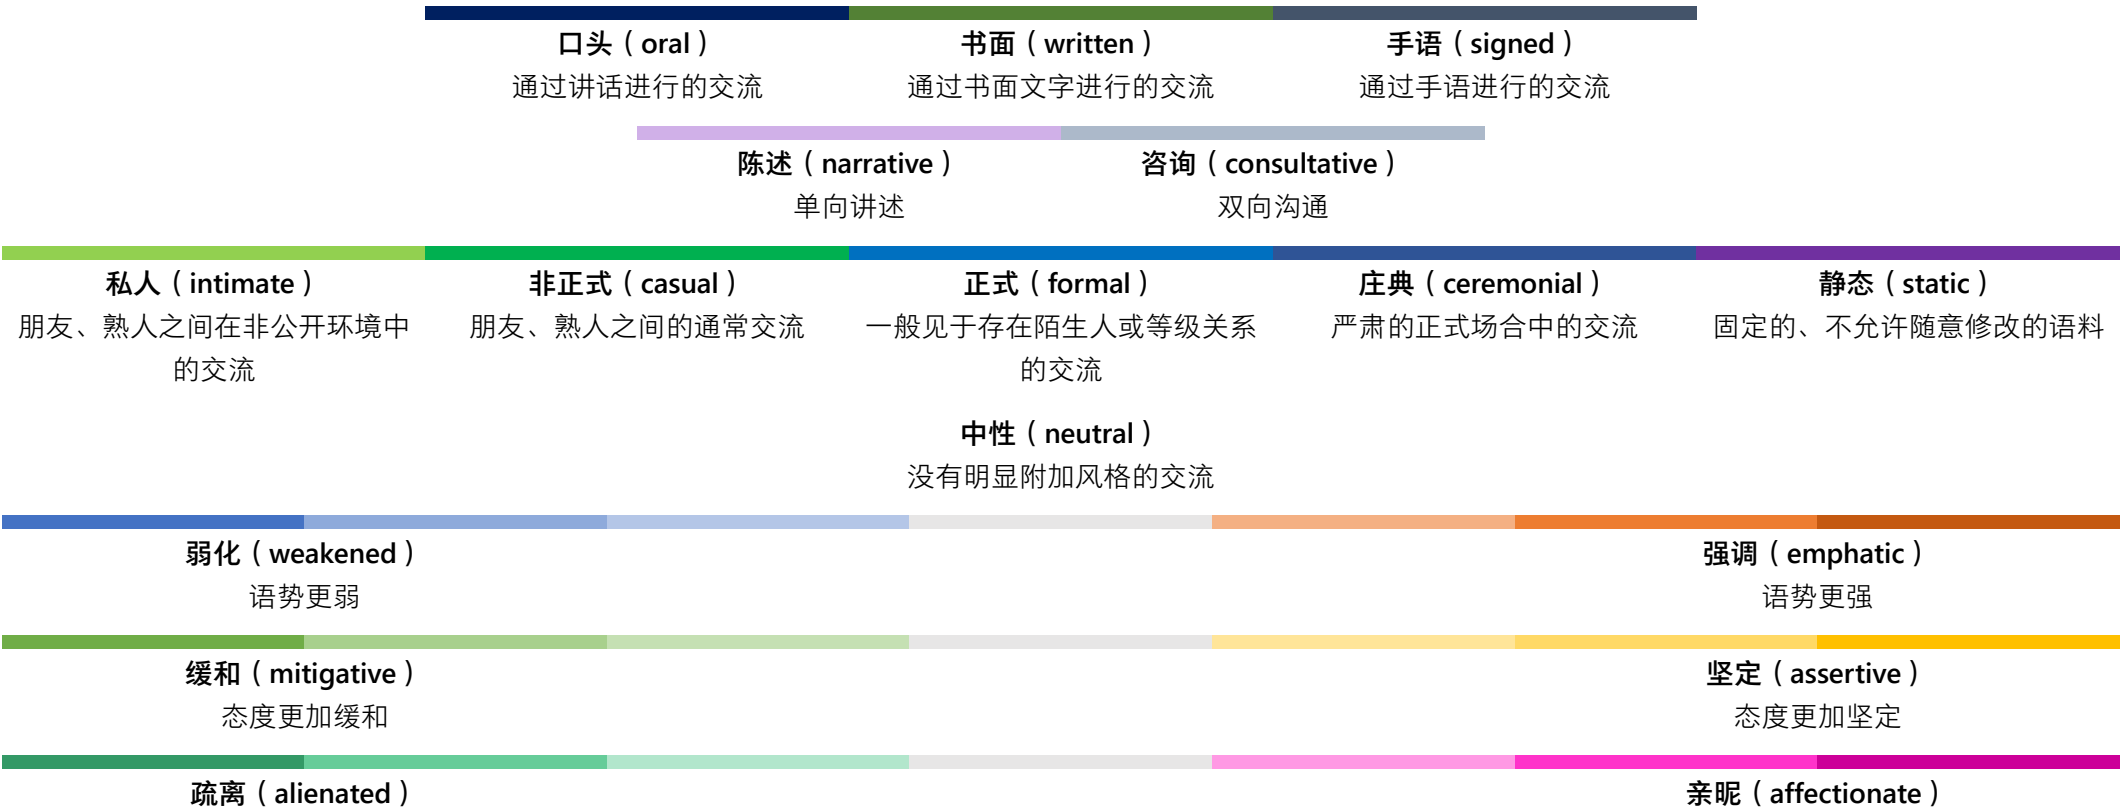 口头（oral） 书面（written） 手语（signed）
通过讲话进行的交流 通过书面文字进行的交流 通过手语进行的交流
陈述（narrative） 咨询（consultative）
单向讲述 双向沟通
私人（intimate） 非正式（casual） 正式（formal） 庄典（ceremonial） 静态（static）
朋友、熟人之间在非公开环境中 朋友、熟人之间的通常交流 一般见于存在陌生人或等级关系 严肃的正式场合中的交流 固定的、不允许随意修改的语料
的交流 的交流
中性（neutral）
没有明显附加风格的交流
弱化（weakened） 强调（emphatic）
语势更弱 语势更强
缓和（mitigative） 坚定（assertive）
态度更加缓和 态度更加坚定
疏离（alienated） 亲昵（affectionate）